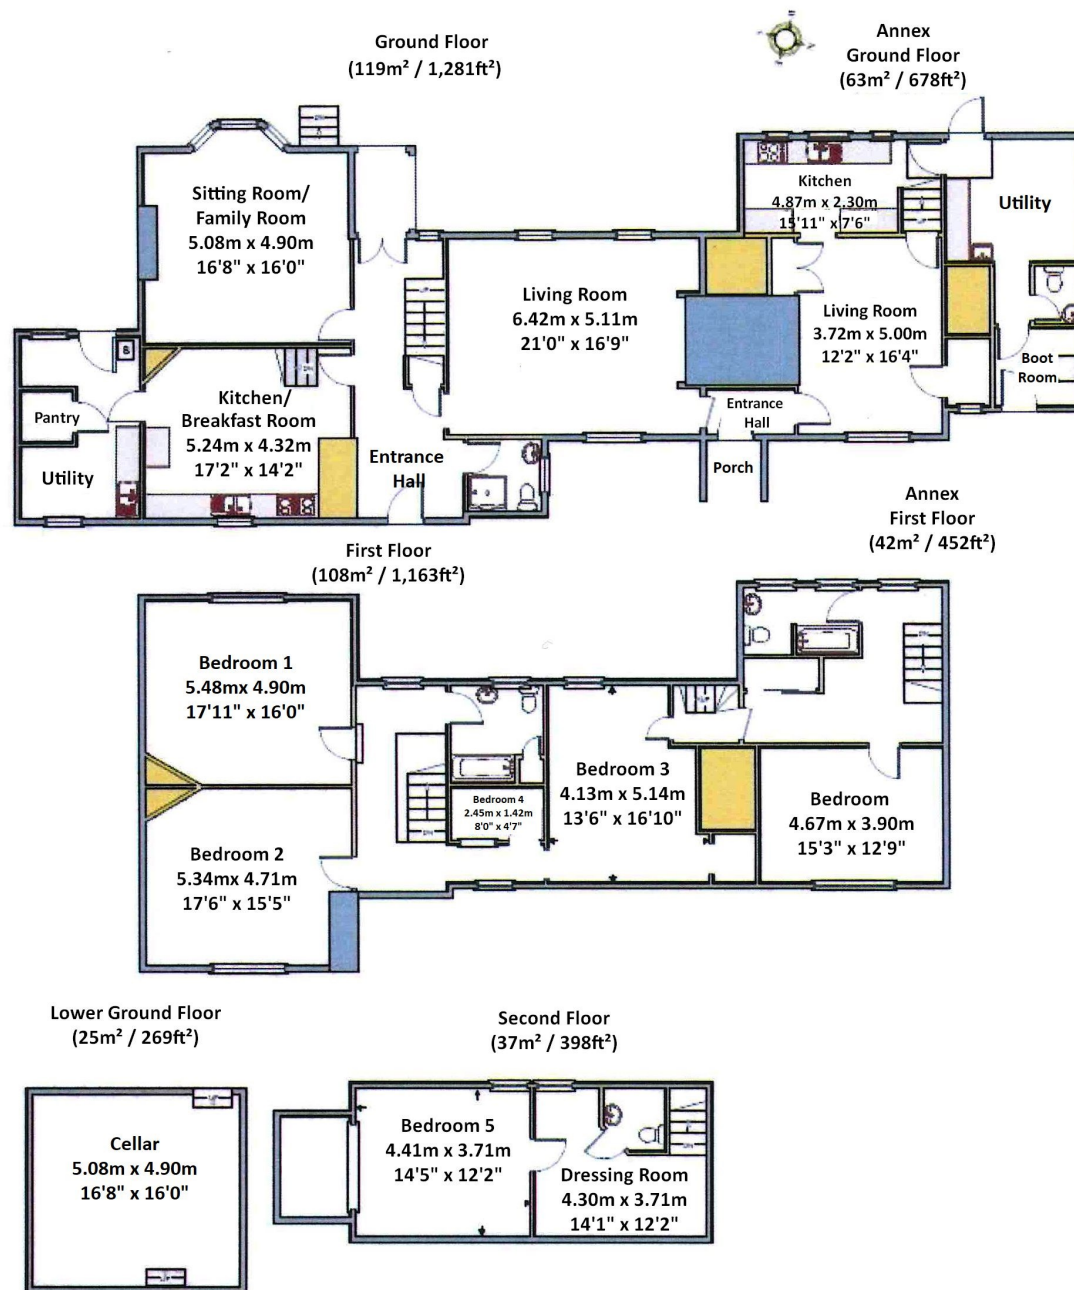 Ground Floor
(119m² / 1,281ft²)
Annex
Ground Floor
(63m² / 678ft²)
Sitting Room/
Family Room
5.08m x 4.90m
16'8" x 16'0"
Kitchen
4.87m x 2.30m
15'11" x 7'6"
Utility
Living Room
6.42m x 5.11m
21'0" x 16'9"
Living Room
3.72m x 5.00m
12'2" x 16'4"
Boot
Room
Kitchen/
Breakfast Room
5.24m x 4.32m
17'2" x 14'2"
Pantry
Utility
Entrance
Hall
Entrance
Hall
Porch
Annex
First Floor
(42m² / 452ft²)
First Floor
(108m² / 1,163ft²)
Bedroom 1
5.48mx 4.90m
17'11" x 16'0"
Bedroom 2
5.34mx 4.71m
17'6" x 15'5"
Bedroom 4
2.45m x 1.42m
8'0" x 4'7"
Bedroom 3
4.13m x 5.14m
13'6" x 16'10"
Bedroom
4.67m x 3.90m
15'3" x 12'9"
Lower Ground Floor
(25m² / 269ft²)
Second Floor
(37m² / 398ft²)
Cellar
5.08m x 4.90m
16'8" x 16'0"
Bedroom 5
4.41m x 3.71m
14'5" x 12'2"
Dressing Room
4.30m x 3.71m
14'1" x 12'2"